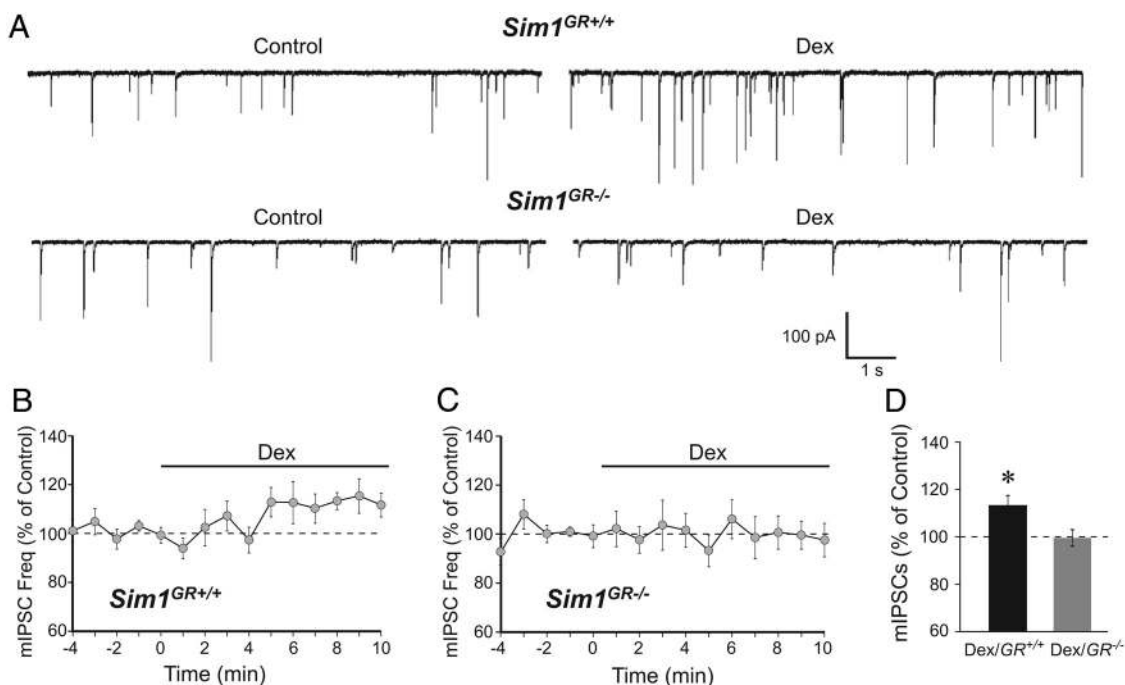 A
Sim1GR+/+
Control
Dex
Sim1GR-/-
Control
Dex
100 pA
1 s
B
mIPSC Freq (% of Control)
140
120
100
80
60
Dex
Sim1GR+/+
-4 -2 0 2 4 6 8 10
Time (min)
C
mIPSC Freq (% of Control)
140
120
100
80
60
Dex
Sim1GR-/-
-4 -2 0 2 4 6 8 10
Time (min)
D
mIPSCs (% of Control)
140
120
100
80
60
*
Dex/GR+/+ Dex/GR-/-